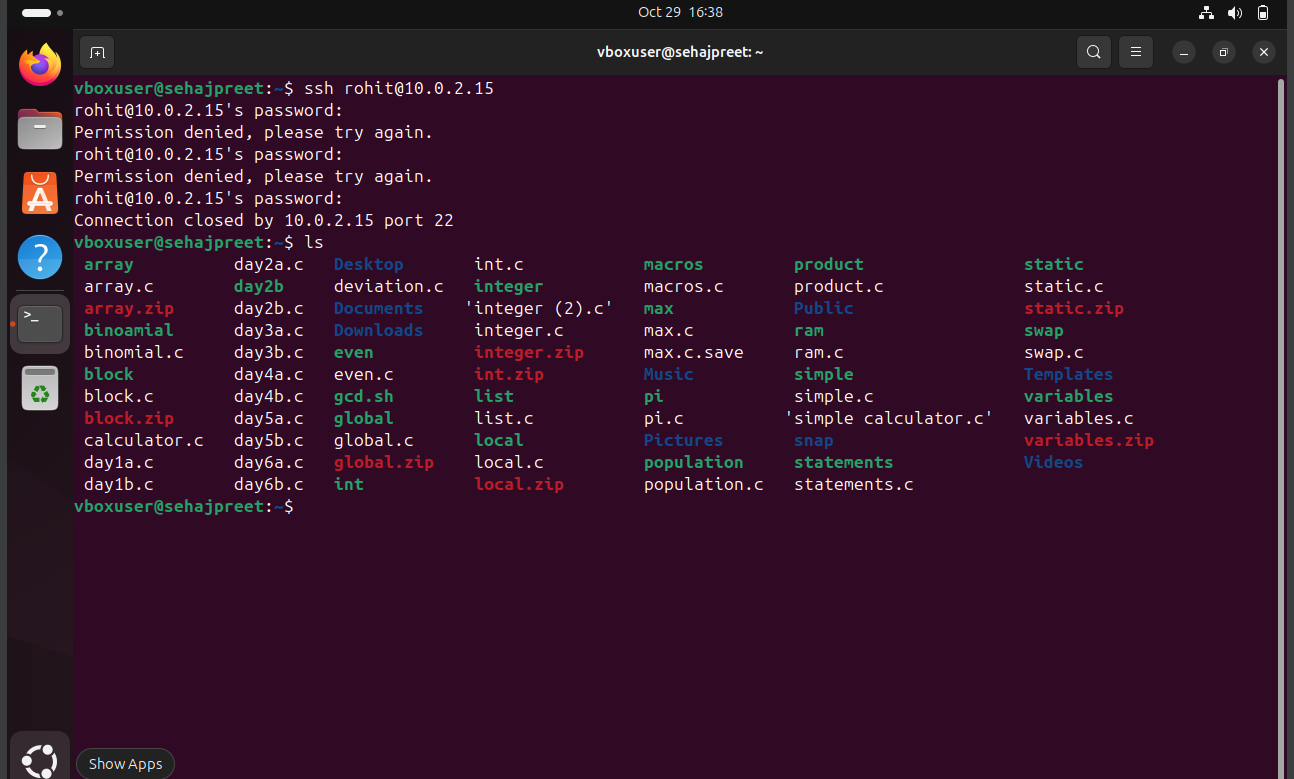 Oct 29 16:38
vboxuser@sehajpreet: ~
vboxuser@sehajpreet:~$ ssh rohit@10.0.2.15
rohit@10.0.2.15's password:
Permission denied, please try again.
rohit@10.0.2.15's password:
Permission denied, please try again.
rohit@10.0.2.15's password:
Connection closed by 10.0.2.15 port 22
vboxuser@sehajpreet:~$ ls
array day2a.c Desktop int.c macros product static
array.c day2b deviation.c integer macros.c product.c static.c
array.zip day2b.c Documents 'integer (2).c' max Public static.zip
binoamial day3a.c Downloads integer.c max.c ram swap
binomial.c day3b.c even integer.zip max.c.save ram.c swap.c
block day4a.c even.c int.zip Music simple Templates
block.c day4b.c gcd.sh list pi simple.c variables
block.zip day5a.c global list.c pi.c 'simple calculator.c' variables.c
calculator.c day5b.c global.c local Pictures snap variables.zip
day1a.c day6a.c global.zip local.c population statements Videos
day1b.c day6b.c int local.zip population.c statements.c
vboxuser@sehajpreet:~$
Show Apps